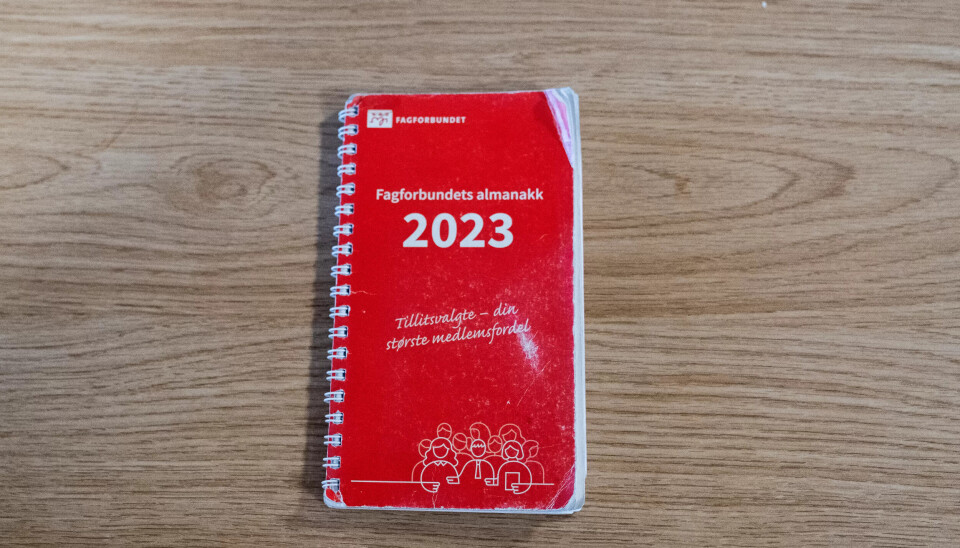 FAGFORBUNDET
Fagforbundets almanakk
2023
Tillitsvalgte – din
største medlemsfordel